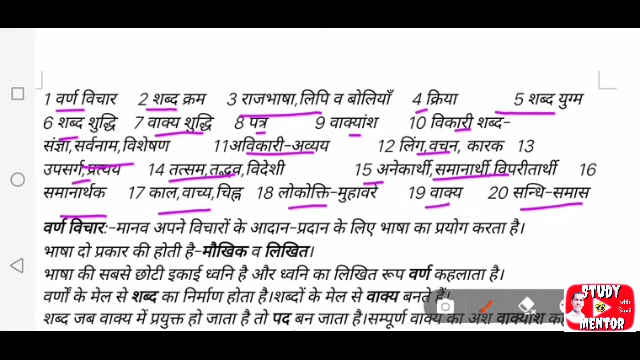 1 वर्ण विचार 2 शब्द क्रम 3 राजभाषा,लिपि व बोलियाँ 4 क्रिया 5 शब्द युग्म
6 शब्द शुद्धि 7 वाक्य शुद्धि 8 पत्र 9 वाक्यांश 10 विकारी शब्द-
संज्ञा,सर्वनाम,विशेषण 11अविकारी-अव्यय 12 लिंग,वचन, कारक 13
उपसर्ग,प्रत्यय 14 तत्सम,तद्भव,विदेशी 15 अनेकार्थी,समानार्थी,विपरीतार्थी 16
समानार्थक 17 काल,वाच्य,चिह्न 18 लोकोक्ति-मुहावरे 19 वाक्य 20 सन्धि-समास
वर्ण विचार:-मानव अपने विचारों के आदान-प्रदान के लिए भाषा का प्रयोग करता है।
भाषा दो प्रकार की होती है-मौखिक व लिखित।
भाषा की सबसे छोटी इकाई ध्वनि है और ध्वनि का लिखित रूप वर्ण कहलाता है।
वर्णों के मेल से शब्द का निर्माण होता है।शब्दों के मेल से वाक्य बनते हैं।
शब्द जब वाक्य में प्रयुक्त हो जाता है तो पद बन जाता है।सम्पूर्ण वाक्य का अंश वाक्यांश
STUDY
MENTOR